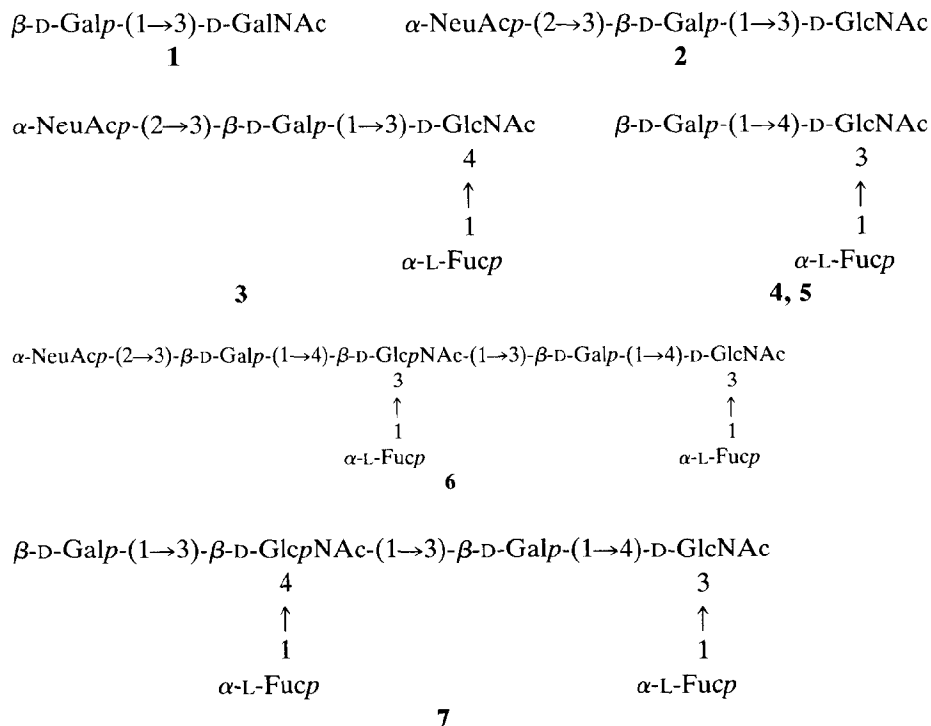 β-D-Galp-(1→3)-D-GalNAc
1
α-NeuAcp-(2→3)-β-D-Galp-(1→3)-D-GlcNAc
2
α-NeuAcp-(2→3)-β-D-Galp-(1→3)-D-GlcNAc
4
↑
1
α-L-Fucp
3
β-D-Galp-(1→4)-D-GlcNAc
3
↑
1
α-L-Fucp
4, 5
α-NeuAcp-(2→3)-β-D-Galp-(1→4)-β-D-GlcpNAc-(1→3)-β-D-Galp-(1→4)-D-GlcNAc
3 3
↑ ↑
1 1
α-L-Fucp α-L-Fucp
6
β-D-Galp-(1→3)-β-D-GlcpNAc-(1→3)-β-D-Galp-(1→4)-D-GlcNAc
4 3
↑ ↑
1 1
α-L-Fucp α-L-Fucp
7